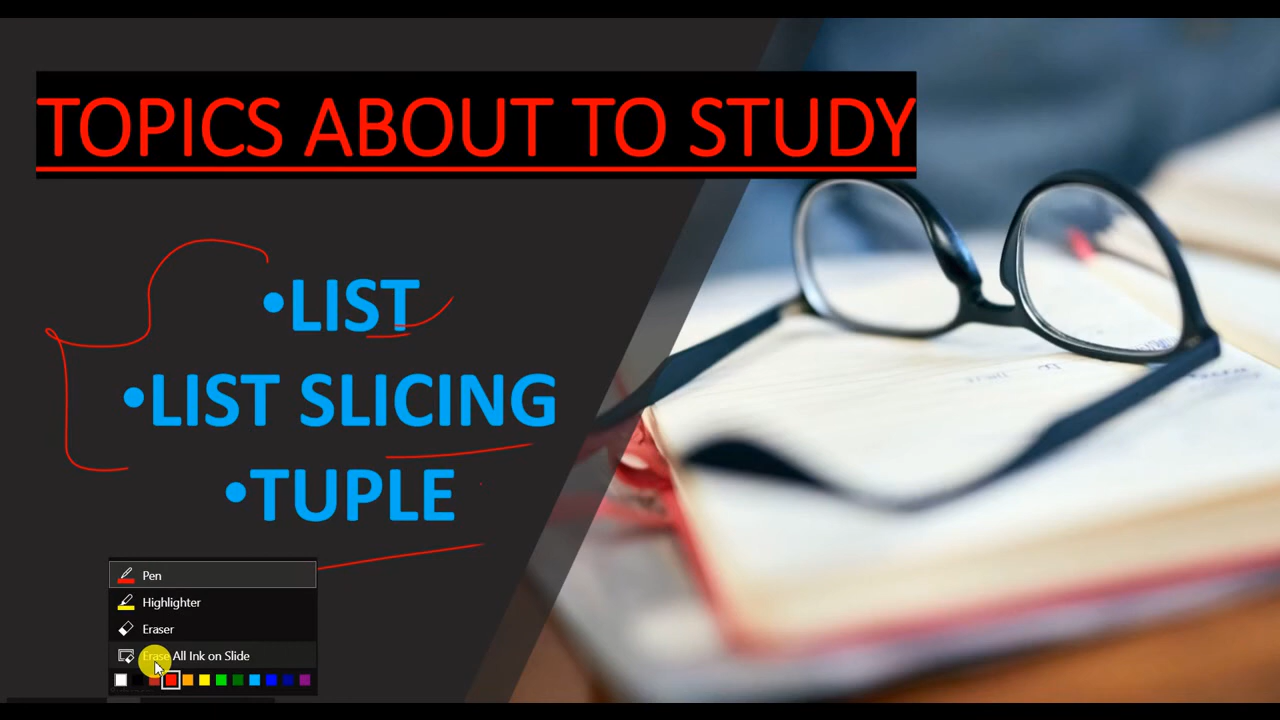 TOPICS ABOUT TO STUDY
•LIST
•LIST SLICING
•TUPLE
Pen
Highlighter
Eraser
Erase All Ink on Slide